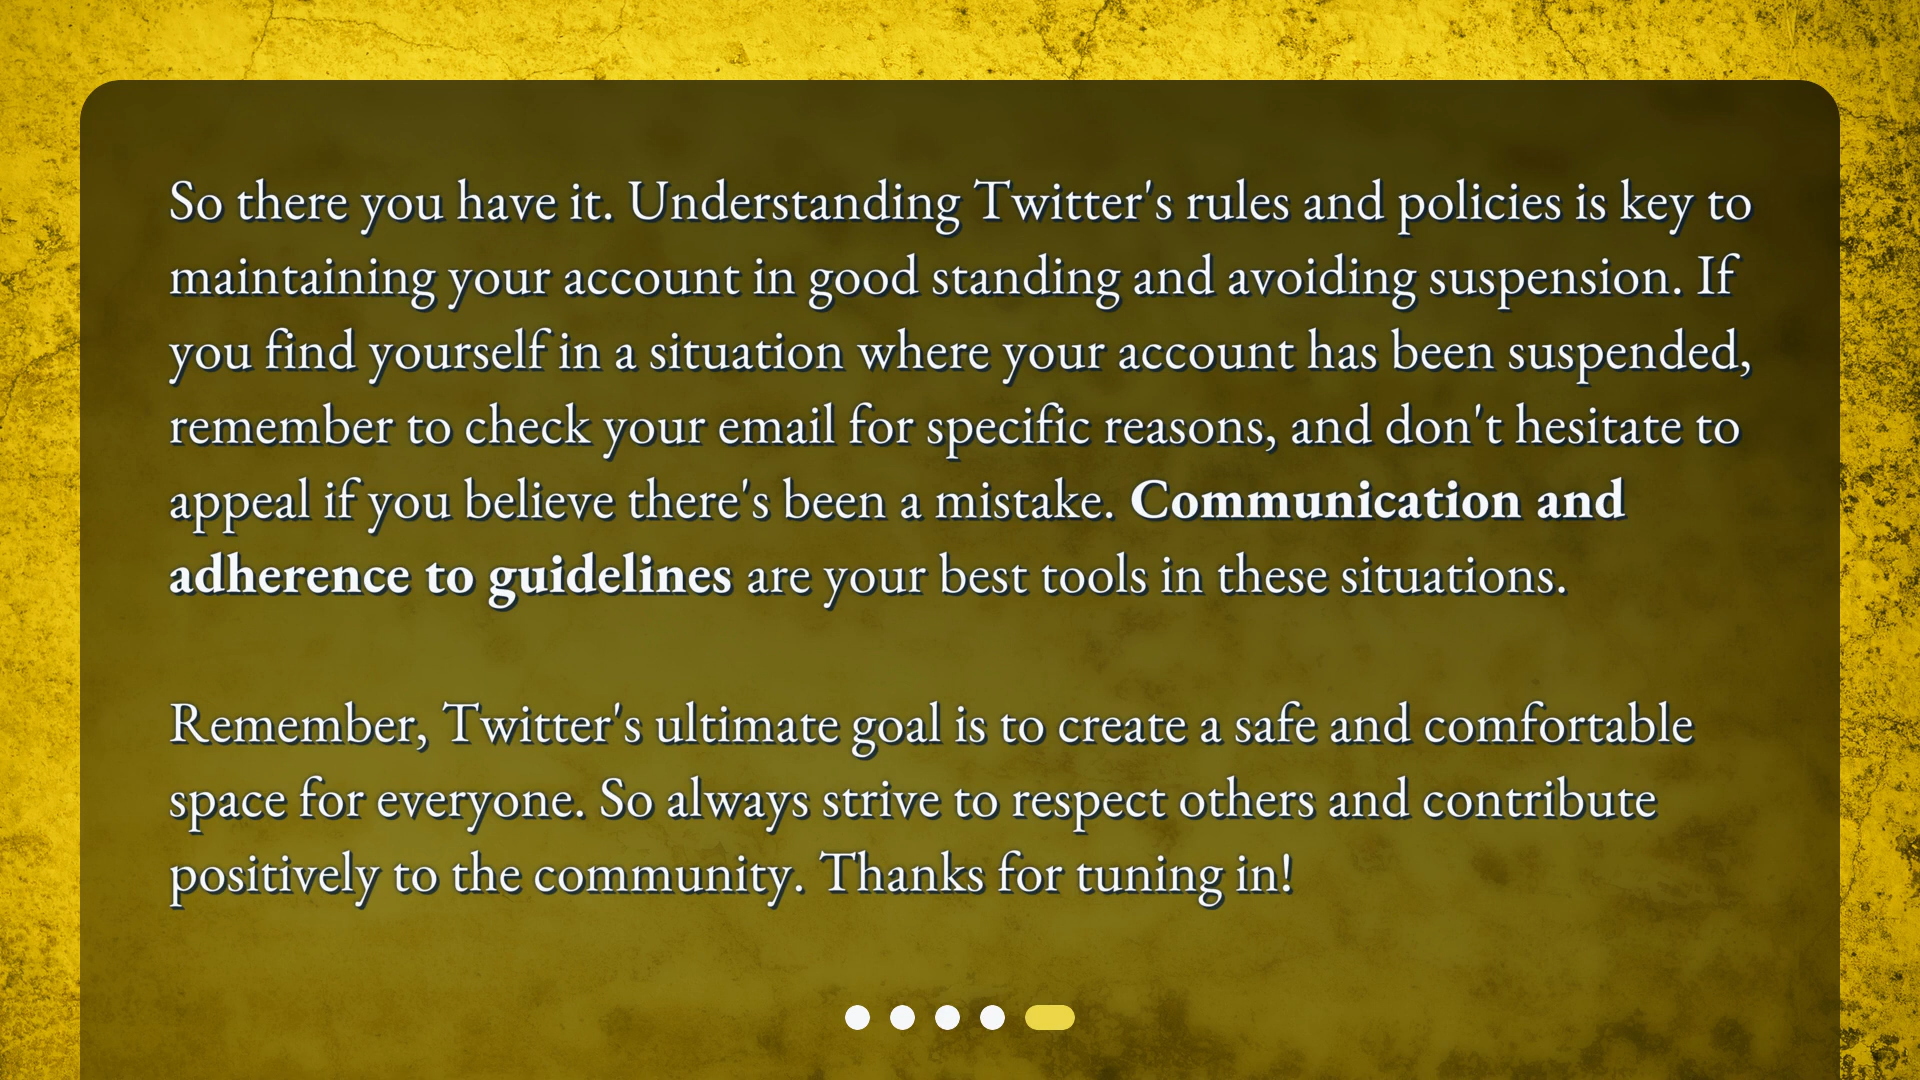 So there you have it. Understanding Twitter's rules and policies is key to
maintaining your account in good standing and avoiding suspension. If
you find yourself in a situation where your account has been suspended,
remember to check your email for specific reasons, and don't hesitate to
appeal if you believe there's been a mistake. Communication and
adherence to guidelines are your best tools in these situations.
Remember, Twitter's ultimate goal is to create a safe and comfortable
space for everyone. So always strive to respect others and contribute
positively to the community. Thanks for tuning in!